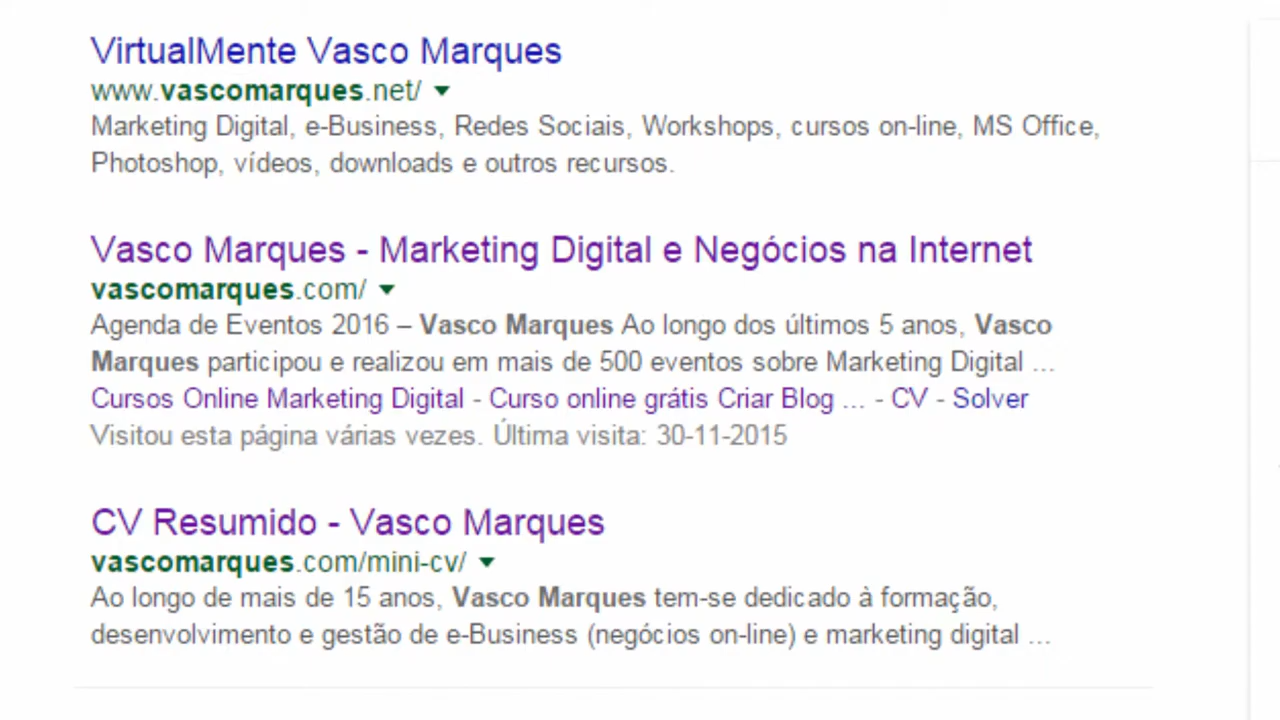 VirtualMente Vasco Marques
www.vascomarques.net/
Marketing Digital, e-Business, Redes Sociais, Workshops, cursos on-line, MS Office,
Photoshop, vídeos, downloads e outros recursos.
Vasco Marques - Marketing Digital e Negócios na Internet
vascomarques.com/
Agenda de Eventos 2016 – Vasco Marques Ao longo dos últimos 5 anos, Vasco
Marques participou e realizou em mais de 500 eventos sobre Marketing Digital ...
Cursos Online Marketing Digital - Curso online grátis Criar Blog ... - CV - Solver
Visitou esta página várias vezes. Última visita: 30-11-2015
CV Resumido - Vasco Marques
vascomarques.com/mini-cv/
Ao longo de mais de 15 anos, Vasco Marques tem-se dedicado à formação,
desenvolvimento e gestão de e-Business (negócios on-line) e marketing digital ...